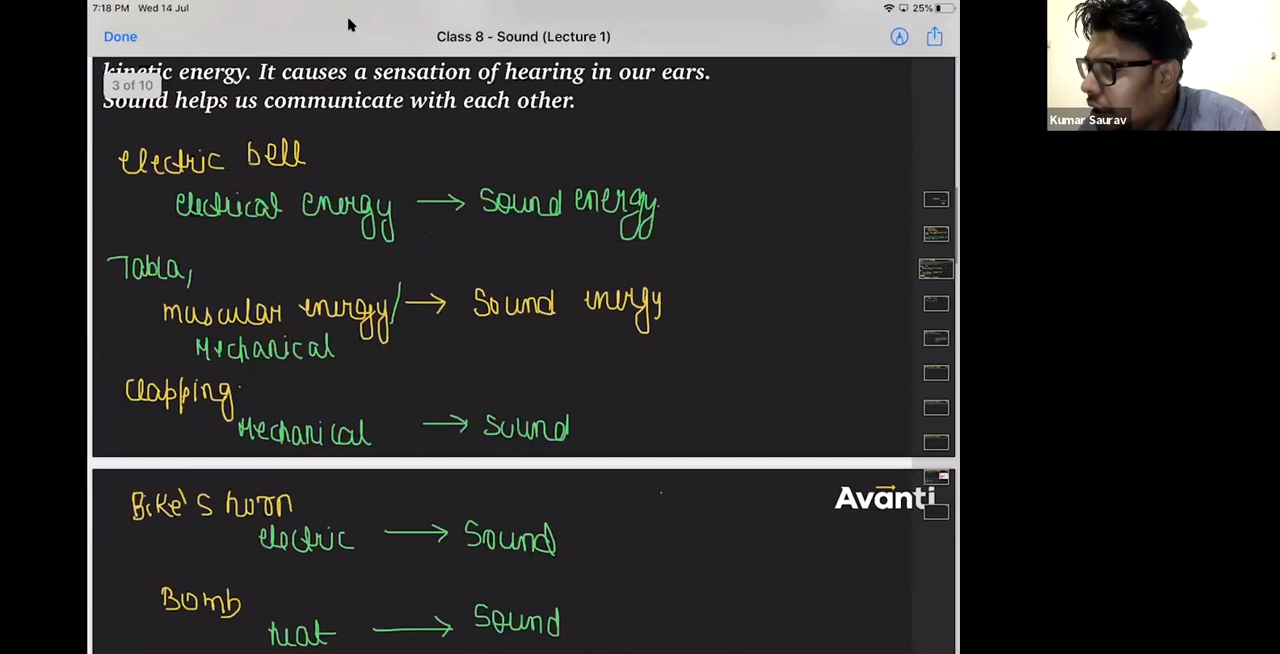 7:18 PM Wed 14 Jul
25%
Done
Class 8 - Sound (Lecture 1)
kinetic energy. It causes a sensation of hearing in our ears.
3 of 10
Sound helps us communicate with each other.
electric bell
electrical energy → Sound energy.
Tabla,
muscular energy/ → Sound energy
Mechanical
Clapping
Mechanical → Sound
Bike's horn
electric → Sound
Avanti
Bomb
heat → Sound
Kumar Saurav